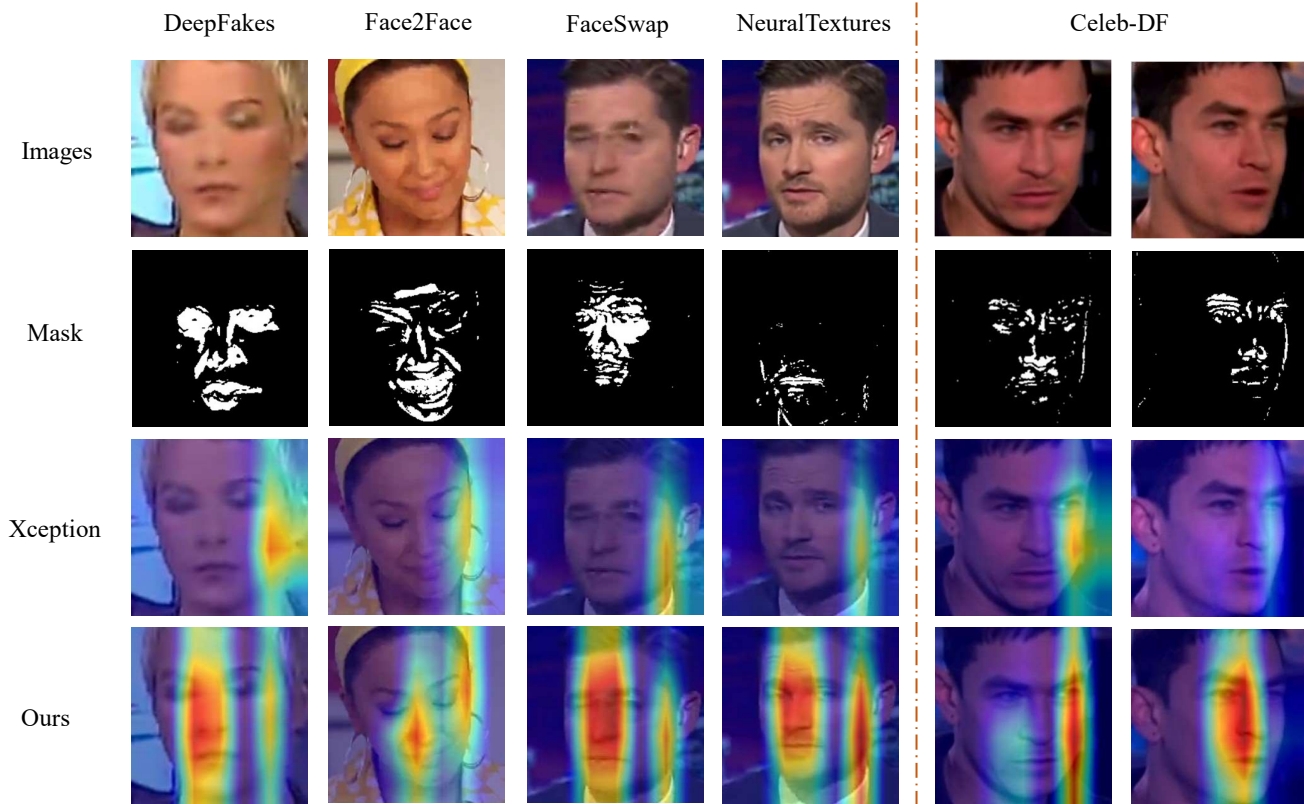 DeepFakes Face2Face FaceSwap NeuralTextures Celeb-DF
Images
Mask
Xception
Ours